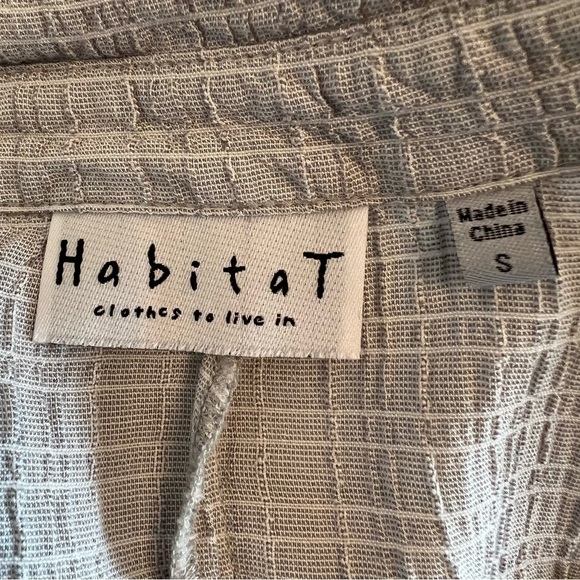 HabitaT
clothes to live in
Made in
China
S